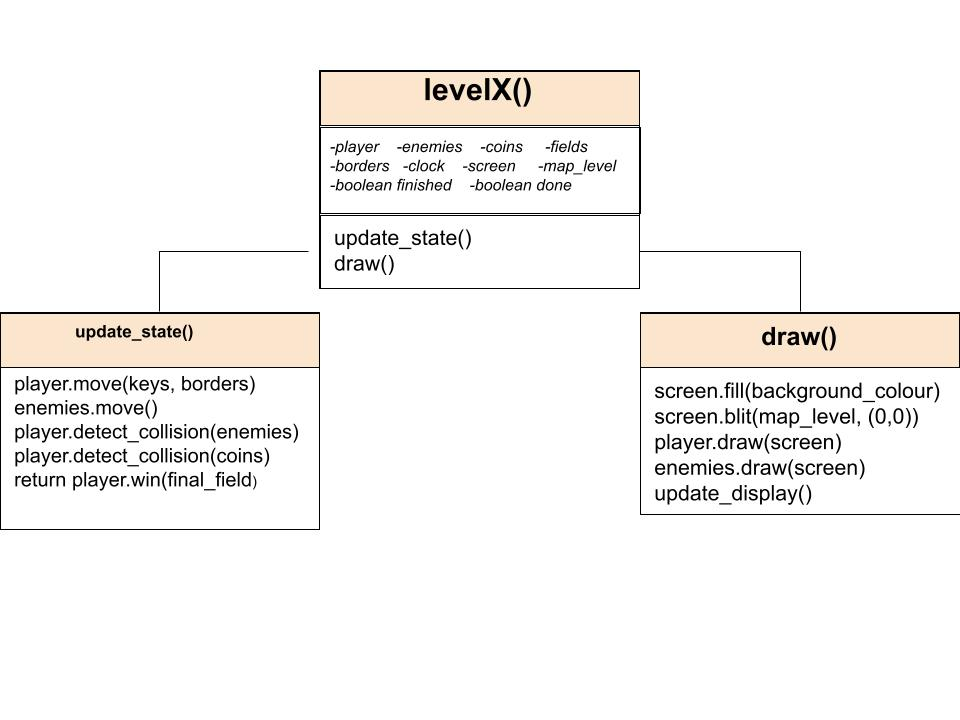 levelX()
-player -enemies -coins -fields
-borders -clock -screen -map_level
-boolean finished -boolean done
update_state()
draw()
update_state()
player.move(keys, borders)
enemies.move()
player.detect_collision(enemies)
player.detect_collision(coins)
return player.win(final_field)
draw()
screen.fill(background_colour)
screen.blit(map_level, (0,0))
player.draw(screen)
enemies.draw(screen)
update_display()